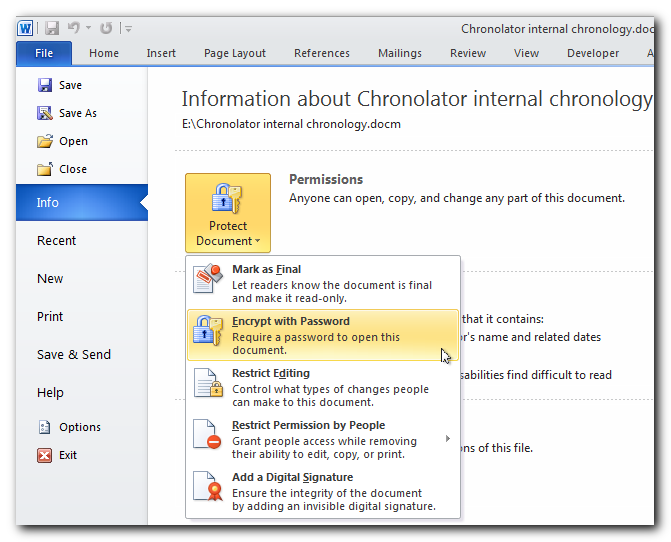 Chronolator internal chronology.doc
File Home Insert Page Layout References Mailings Review View Developer
Save
Save As
Open
Close
Info
Recent
New
Print
Save & Send
Help
Options
Exit
Information about Chronolator internal chronology
E:\Chronolator internal chronology.docm
Protect
Document
Permissions
Anyone can open, copy, and change any part of this document.
Mark as Final
Let readers know the document is final
and make it read-only.
Encrypt with Password
Require a password to open this
document.
Restrict Editing
Control what types of changes people
can make to this document.
Restrict Permission by People
Grant people access while removing
their ability to edit, copy, or print.
Add a Digital Signature
Ensure the integrity of the document
by adding an invisible digital signature.
that it contains:
or's name and related dates
sabilities find difficult to read
ns of this file.